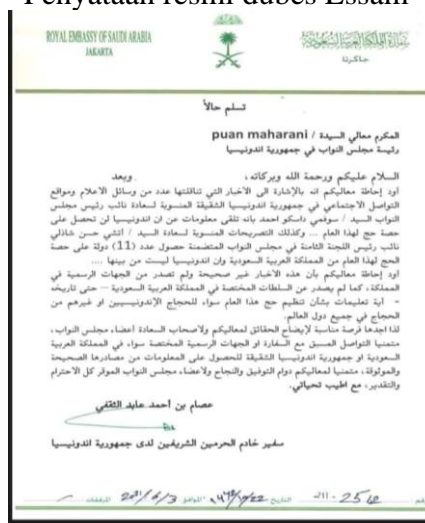 Penyataan resmi dubes Essam
ROYAL EMBASSY OF SAUDI ARABIA
JAKARTA
سفارة المملكة العربية السعودية
جاكرتا
تسلم حالاً
المكرم معالي السيدة / puan maharani
رئيسة مجلس النواب في جمهورية اندونيسيا
السلام عليكم ورحمة الله وبركاته، وبعد
أود إحاطة معاليكم انه بالإشارة الى الاخبار التي تناقلتها عدد من وسائل الاعلام ومواقع
التواصل الاجتماعي في جمهورية اندونيسيا الشقيقة المنسوبة لسعادة نائب رئيس مجلس
النواب السيد / سوفمي داسكو احمد بانه تلقى معلومات عن ان اندونيسيا لن تحصل على
حصة حج لهذا العام ... وكذلك التصريحات المنسوبة لسعادة السيد / أتشي حسن شاذلي
نائب رئيس اللجنة الثامنة في مجلس النواب المتضمنة حصول عدد (11) دولة على حصة
الحج لهذا العام من المملكة العربية السعودية وان اندونيسيا ليست من بينها ...
أود إحاطة معاليكم بأن هذه الأخبار غير صحيحة ولم تصدر من الجهات الرسمية في
المملكة، كما لم يصدر عن السلطات المختصة في المملكة العربية السعودية – حتى تاريخه
– أية تعليمات بشأن تنظيم حج هذا العام سواء للحجاج الإندونيسيين او غيرهم من
الحجاج في جميع دول العالم.
لذا اجدها فرصة مناسبة لإيضاح الحقائق لمعاليكم ولاصحاب السعادة أعضاء مجلس النواب،
متمنيا التواصل المسبق مع السفارة او الجهات الرسمية المختصة سواء في المملكة العربية
السعودية او جمهورية اندونيسيا الشقيقة للحصول على المعلومات من مصادرها الصحيحة
والموثوقة، متمنيا لمعاليكم دوام التوفيق والنجاح ولأعضاء مجلس النواب الموقر كل الاحترام
والتقدير، مع اطيب تحياتي.
عصام بن أحمد عابد الثقفي
سفير خادم الحرمين الشريفين لدى جمهورية اندونيسيا
التاريخ